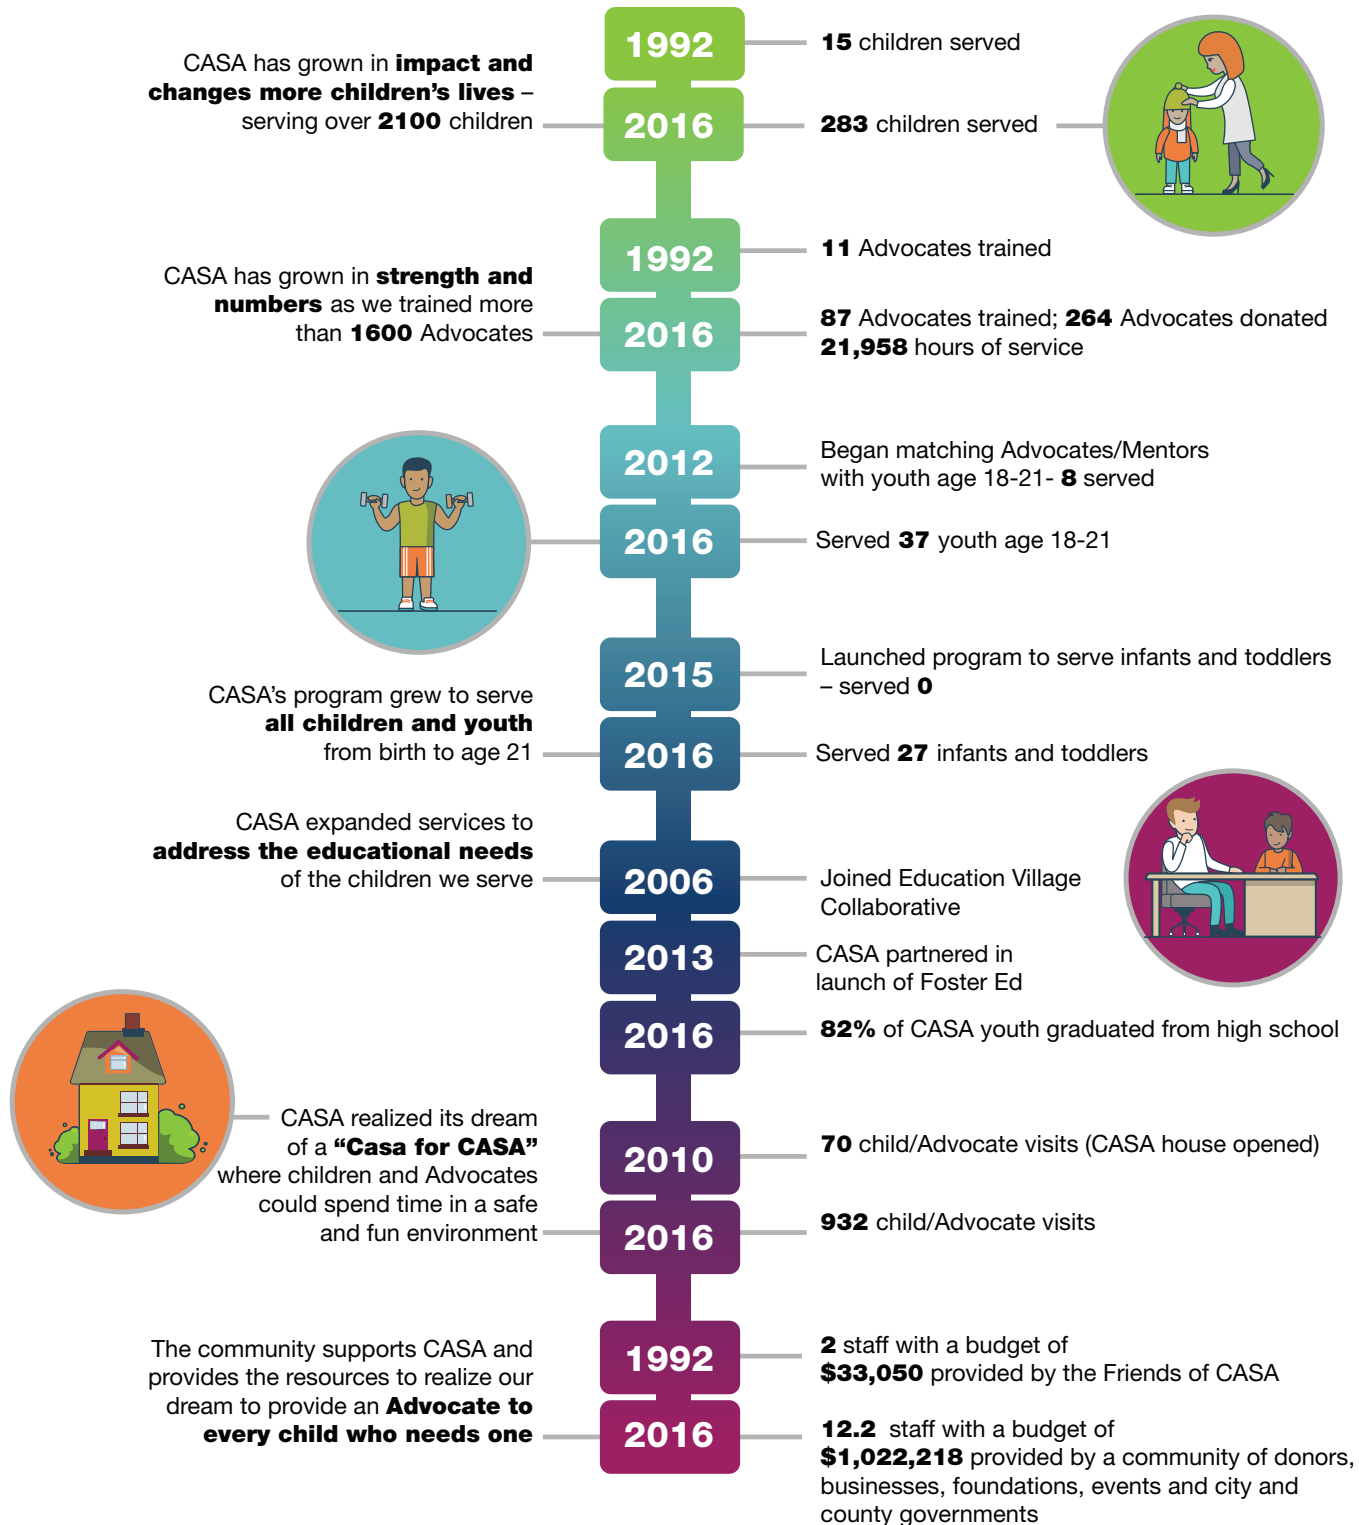 CASA has grown in impact and
changes more children’s lives –
serving over 2100 children
1992
15 children served
2016
283 children served
CASA has grown in strength and
numbers as we trained more
than 1600 Advocates
1992
11 Advocates trained
2016
87 Advocates trained; 264 Advocates donated
21,958 hours of service
2012
Began matching Advocates/Mentors
with youth age 18-21- 8 served
2016
Served 37 youth age 18-21
CASA’s program grew to serve
all children and youth
from birth to age 21
2015
Launched program to serve infants and toddlers
– served 0
2016
Served 27 infants and toddlers
CASA expanded services to
address the educational needs
of the children we serve
2006
Joined Education Village
Collaborative
2013
CASA partnered in
launch of Foster Ed
2016
82% of CASA youth graduated from high school
CASA realized its dream
of a “Casa for CASA”
where children and Advocates
could spend time in a safe
and fun environment
2010
70 child/Advocate visits (CASA house opened)
2016
932 child/Advocate visits
The community supports CASA and
provides the resources to realize our
dream to provide an Advocate to
every child who needs one
1992
2 staff with a budget of
$33,050 provided by the Friends of CASA
2016
12.2 staff with a budget of
$1,022,218 provided by a community of donors,
businesses, foundations, events and city and
county governments